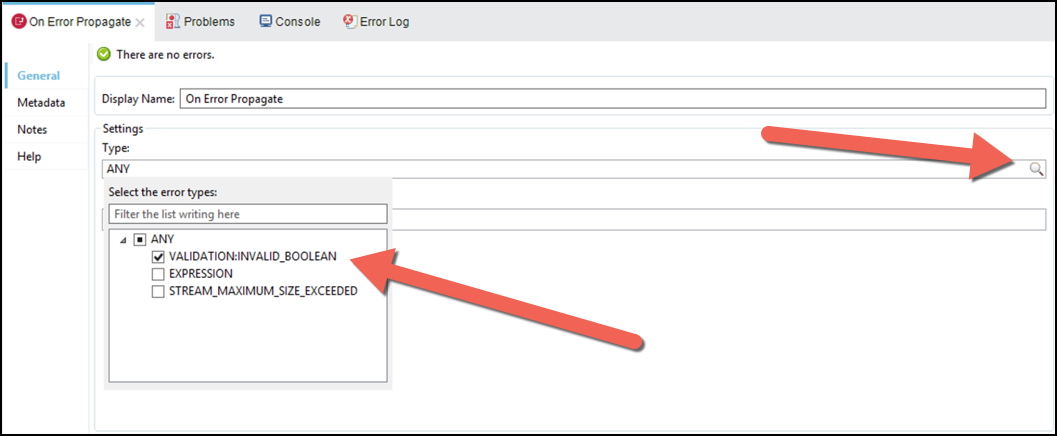 On Error Propagate Problems Console Error Log
There are no errors.
General
Metadata
Notes
Help
Display Name: On Error Propagate
Settings
Type:
ANY
Select the error types:
Filter the list writing here
ANY
VALIDATION:INVALID_BOOLEAN
EXPRESSION
STREAM_MAXIMUM_SIZE_EXCEEDED